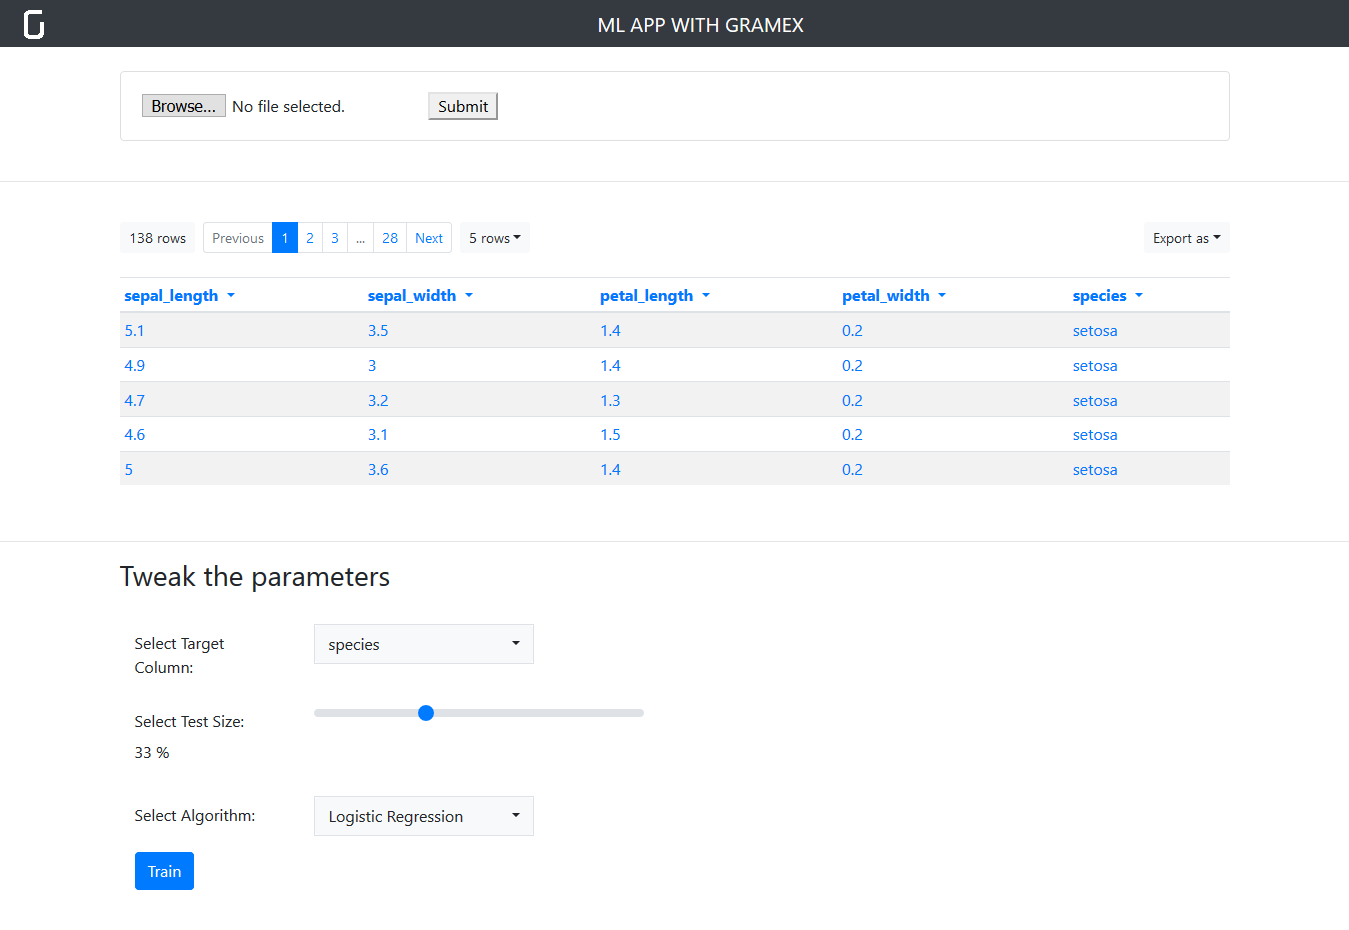 ML APP WITH GRAMEX
Browse... No file selected. Submit
138 rows Previous 1 2 3 ... 28 Next 5 rows Export as
sepal_length sepal_width petal_length petal_width species
5.1 3.5 1.4 0.2 setosa
4.9 3 1.4 0.2 setosa
4.7 3.2 1.3 0.2 setosa
4.6 3.1 1.5 0.2 setosa
5 3.6 1.4 0.2 setosa
Tweak the parameters
Select Target
Column:
species
Select Test Size:
33 %
Select Algorithm: Logistic Regression
Train